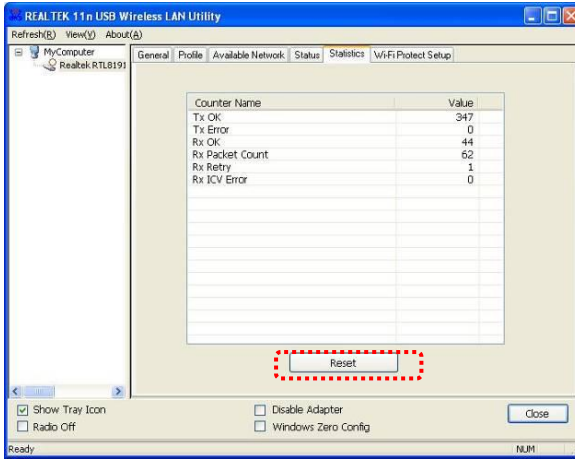 REALTEK 11n USB Wireless LAN Utility
Refresh(R) View(V) About(A)
MyComputer
Realtek RTL8191
General Profile Available Network Status Statistics Wi-Fi Protect Setup
Counter Name Value
Tx OK 347
Tx Error 0
Rx OK 44
Rx Packet Count 62
Rx Retry 1
Rx ICV Error 0
Reset
Show Tray Icon Disable Adapter Close
Radio Off Windows Zero Config
Ready NUM